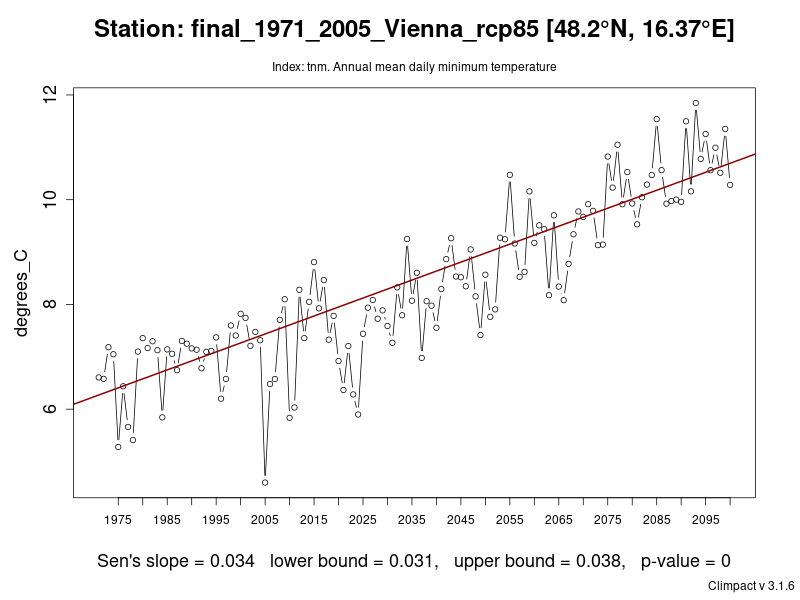 Station: final_1971_2005_Vienna_rcp85 [48.2°N, 16.37°E]
Index: tnm. Annual mean daily minimum temperature
12
10
8
6
degrees_C
1975 1985 1995 2005 2015 2025 2035 2045 2055 2065 2075 2085 2095
Sen's slope = 0.034 lower bound = 0.031, upper bound = 0.038, p-value = 0
Climpact v 3.1.6